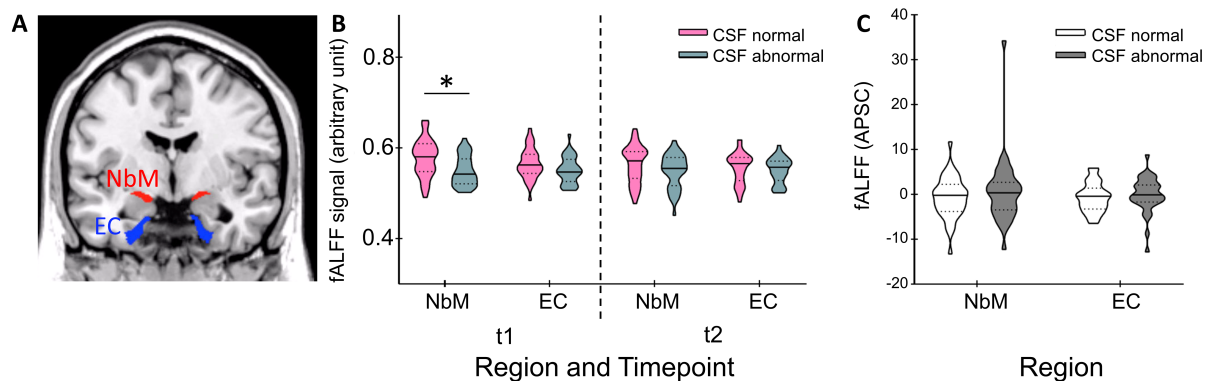 A
NbM
EC
B
CSF normal
CSF abnormal
fALFF signal (arbitrary unit)
0.8
0.6
0.4
*
NbM
EC
NbM
EC
t1
t2
Region and Timepoint
C
CSF normal
CSF abnormal
fALFF (APSC)
40
30
20
10
0
-10
-20
NbM
EC
Region